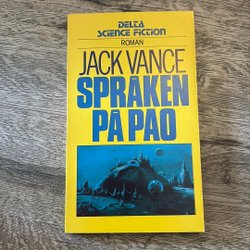 DELTA
SCIENCE FICTION
ROMAN
JACK VANCE
SPRÅKEN
PÅ PAO